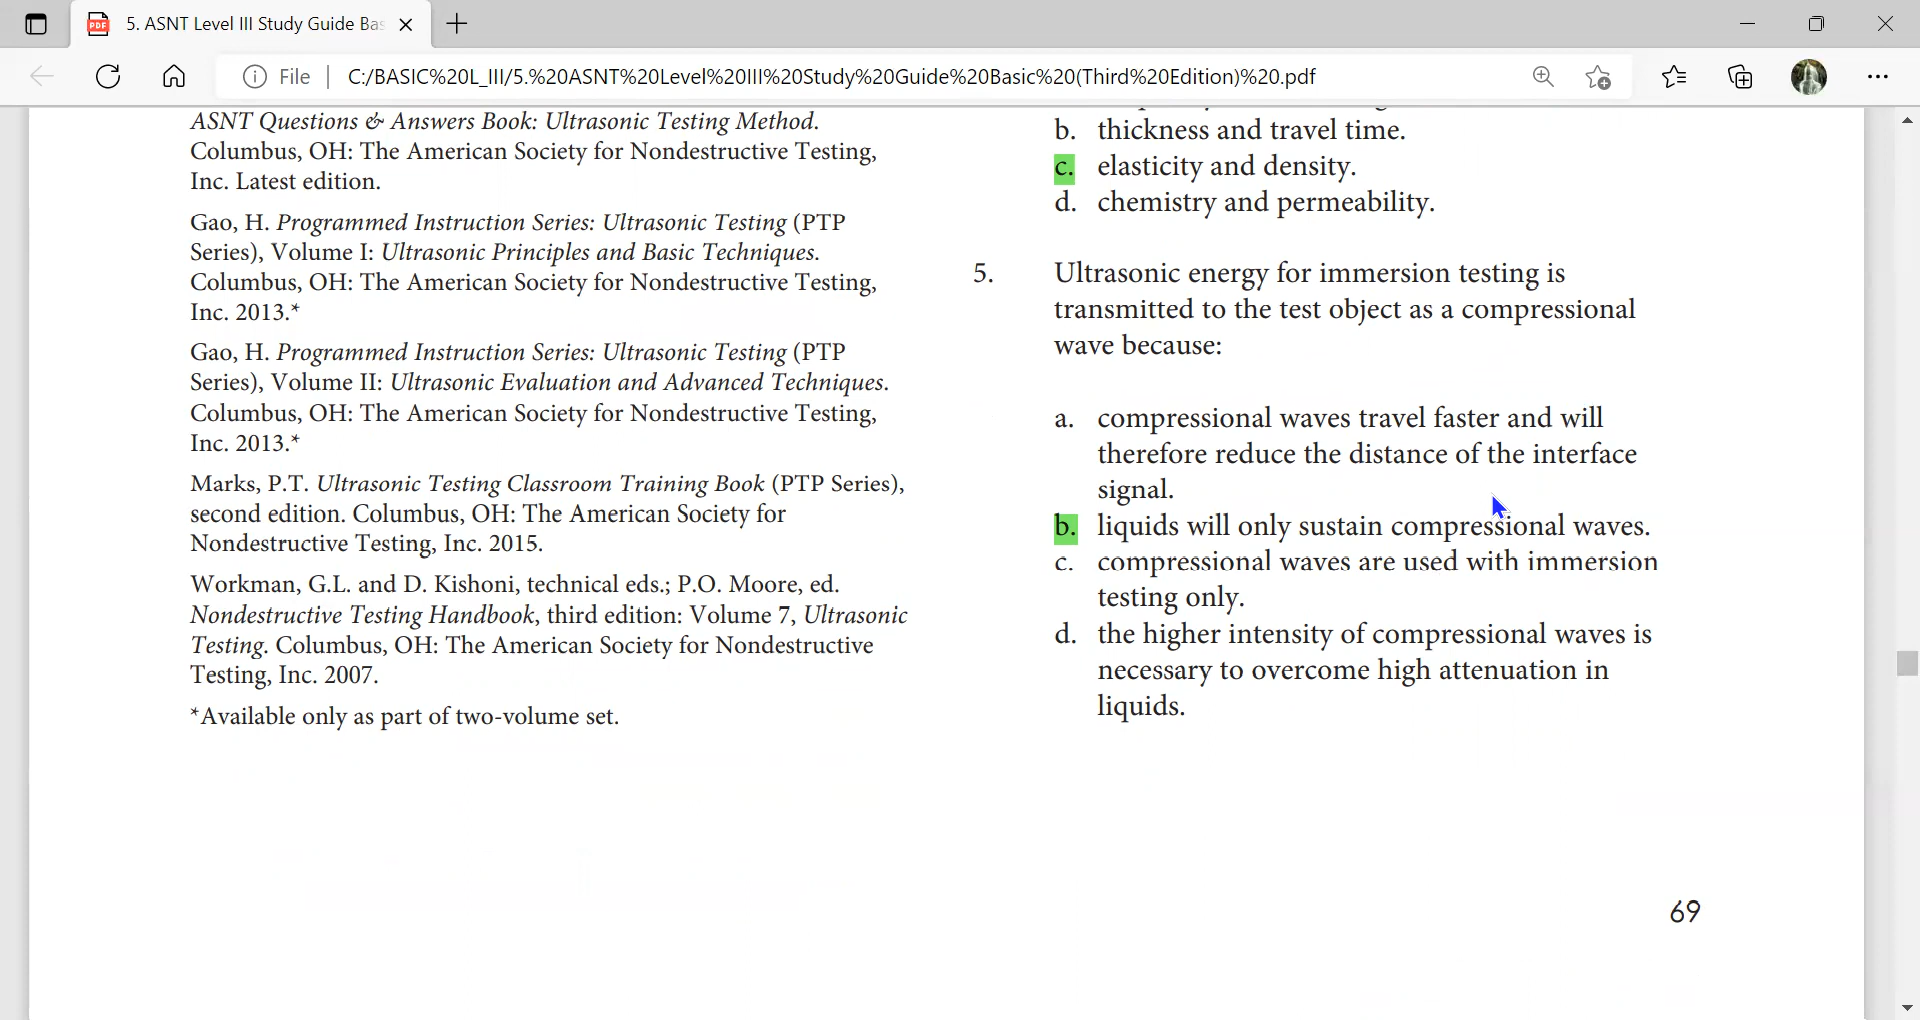 5. ASNT Level III Study Guide Bas
File
C:/BASIC%20L_III/5.%20ASNT%20Level%20III%20Study%20Guide%20Basic%20(Third%20Edition)%20.pdf
ASNT Questions & Answers Book: Ultrasonic Testing Method.
Columbus, OH: The American Society for Nondestructive Testing,
Inc. Latest edition.
Gao, H. Programmed Instruction Series: Ultrasonic Testing (PTP
Series), Volume I: Ultrasonic Principles and Basic Techniques.
Columbus, OH: The American Society for Nondestructive Testing,
Inc. 2013.*
Gao, H. Programmed Instruction Series: Ultrasonic Testing (PTP
Series), Volume II: Ultrasonic Evaluation and Advanced Techniques.
Columbus, OH: The American Society for Nondestructive Testing,
Inc. 2013.*
Marks, P.T. Ultrasonic Testing Classroom Training Book (PTP Series),
second edition. Columbus, OH: The American Society for
Nondestructive Testing, Inc. 2015.
Workman, G.L. and D. Kishoni, technical eds.; P.O. Moore, ed.
Nondestructive Testing Handbook, third edition: Volume 7, Ultrasonic
Testing. Columbus, OH: The American Society for Nondestructive
Testing, Inc. 2007.
*Available only as part of two-volume set.
b. thickness and travel time.
c. elasticity and density.
d. chemistry and permeability.
5. Ultrasonic energy for immersion testing is
transmitted to the test object as a compressional
wave because:
a. compressional waves travel faster and will
therefore reduce the distance of the interface
signal.
b. liquids will only sustain compressional waves.
c. compressional waves are used with immersion
testing only.
d. the higher intensity of compressional waves is
necessary to overcome high attenuation in
liquids.
69